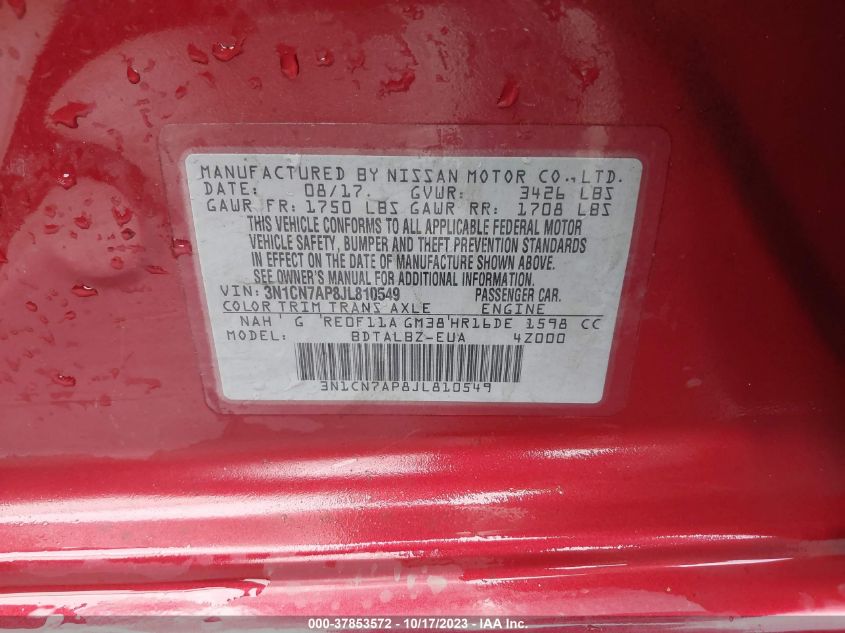 MANUFACTURED BY NISSAN MOTOR CO., LTD.
DATE: 08/17. GVWR: 3426 LBS
GAWR FR: 1750 LBS GAWR RR: 1708 LBS
THIS VEHICLE CONFORMS TO ALL APPLICABLE FEDERAL MOTOR
VEHICLE SAFETY, BUMPER AND THEFT PREVENTION STANDARDS
IN EFFECT ON THE DATE OF MANUFACTURE SHOWN ABOVE.
SEE OWNER'S MANUAL FOR ADDITIONAL INFORMATION.
VIN: 3N1CN7AP8JL810549 PASSENGER CAR.
COLOR TRIM TRANS AXLE ENGINE
NAH' G RE0F11A GM38'HR16DE 1598 CC
MODEL: BDTALBZ-EUA 4Z000
3N1CN7AP8JL810549
000-37853572 - 10/17/2023 - IAA Inc.